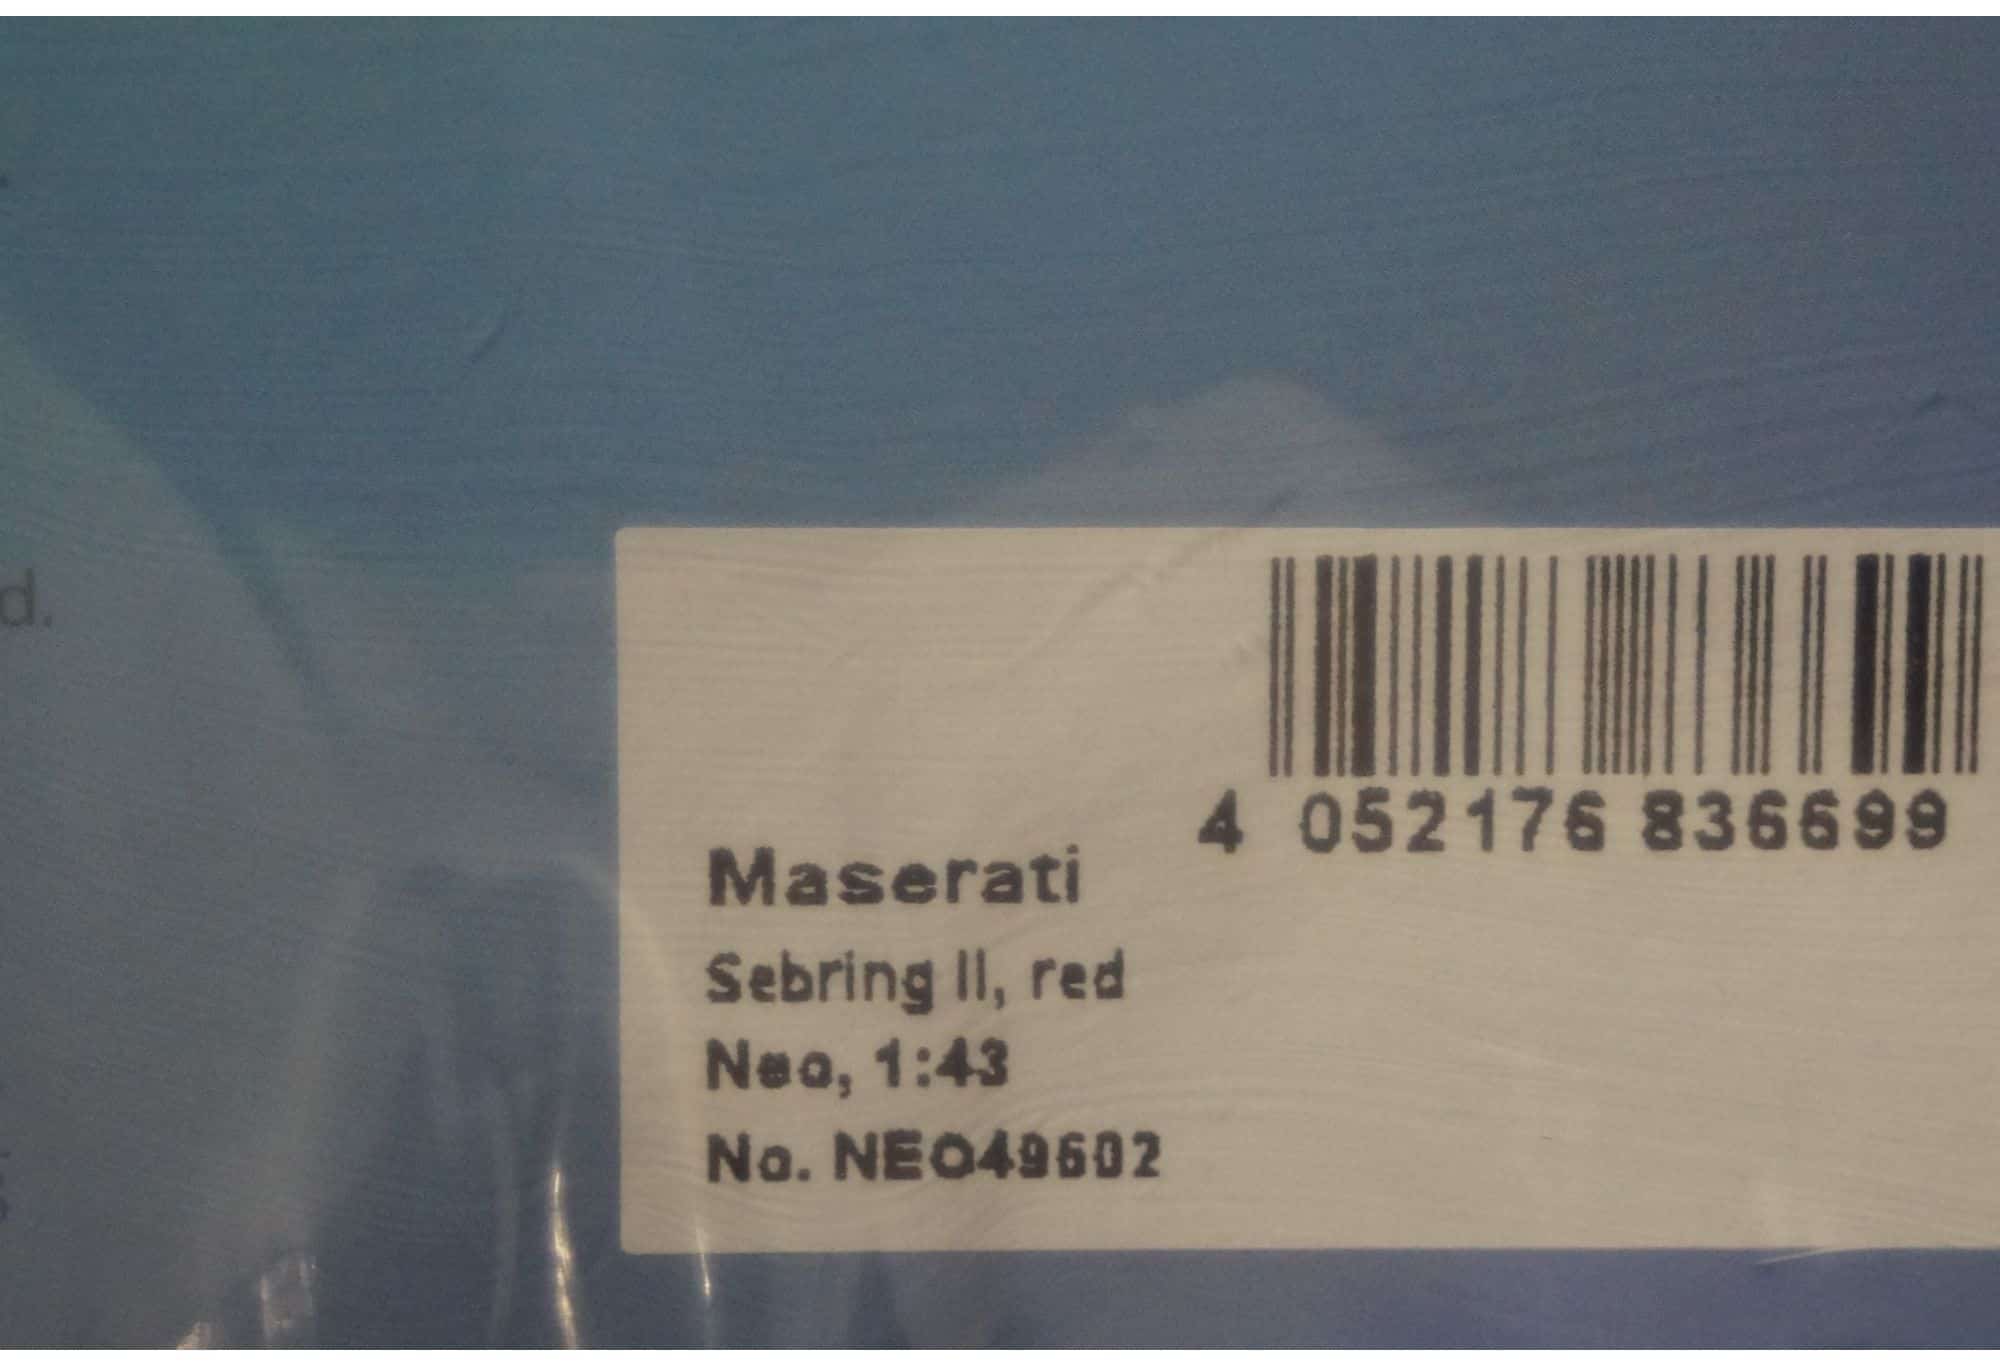 d.
4 052176 836699
Maserati
Sebring II, red
Neo, 1:43
No. NEO49602